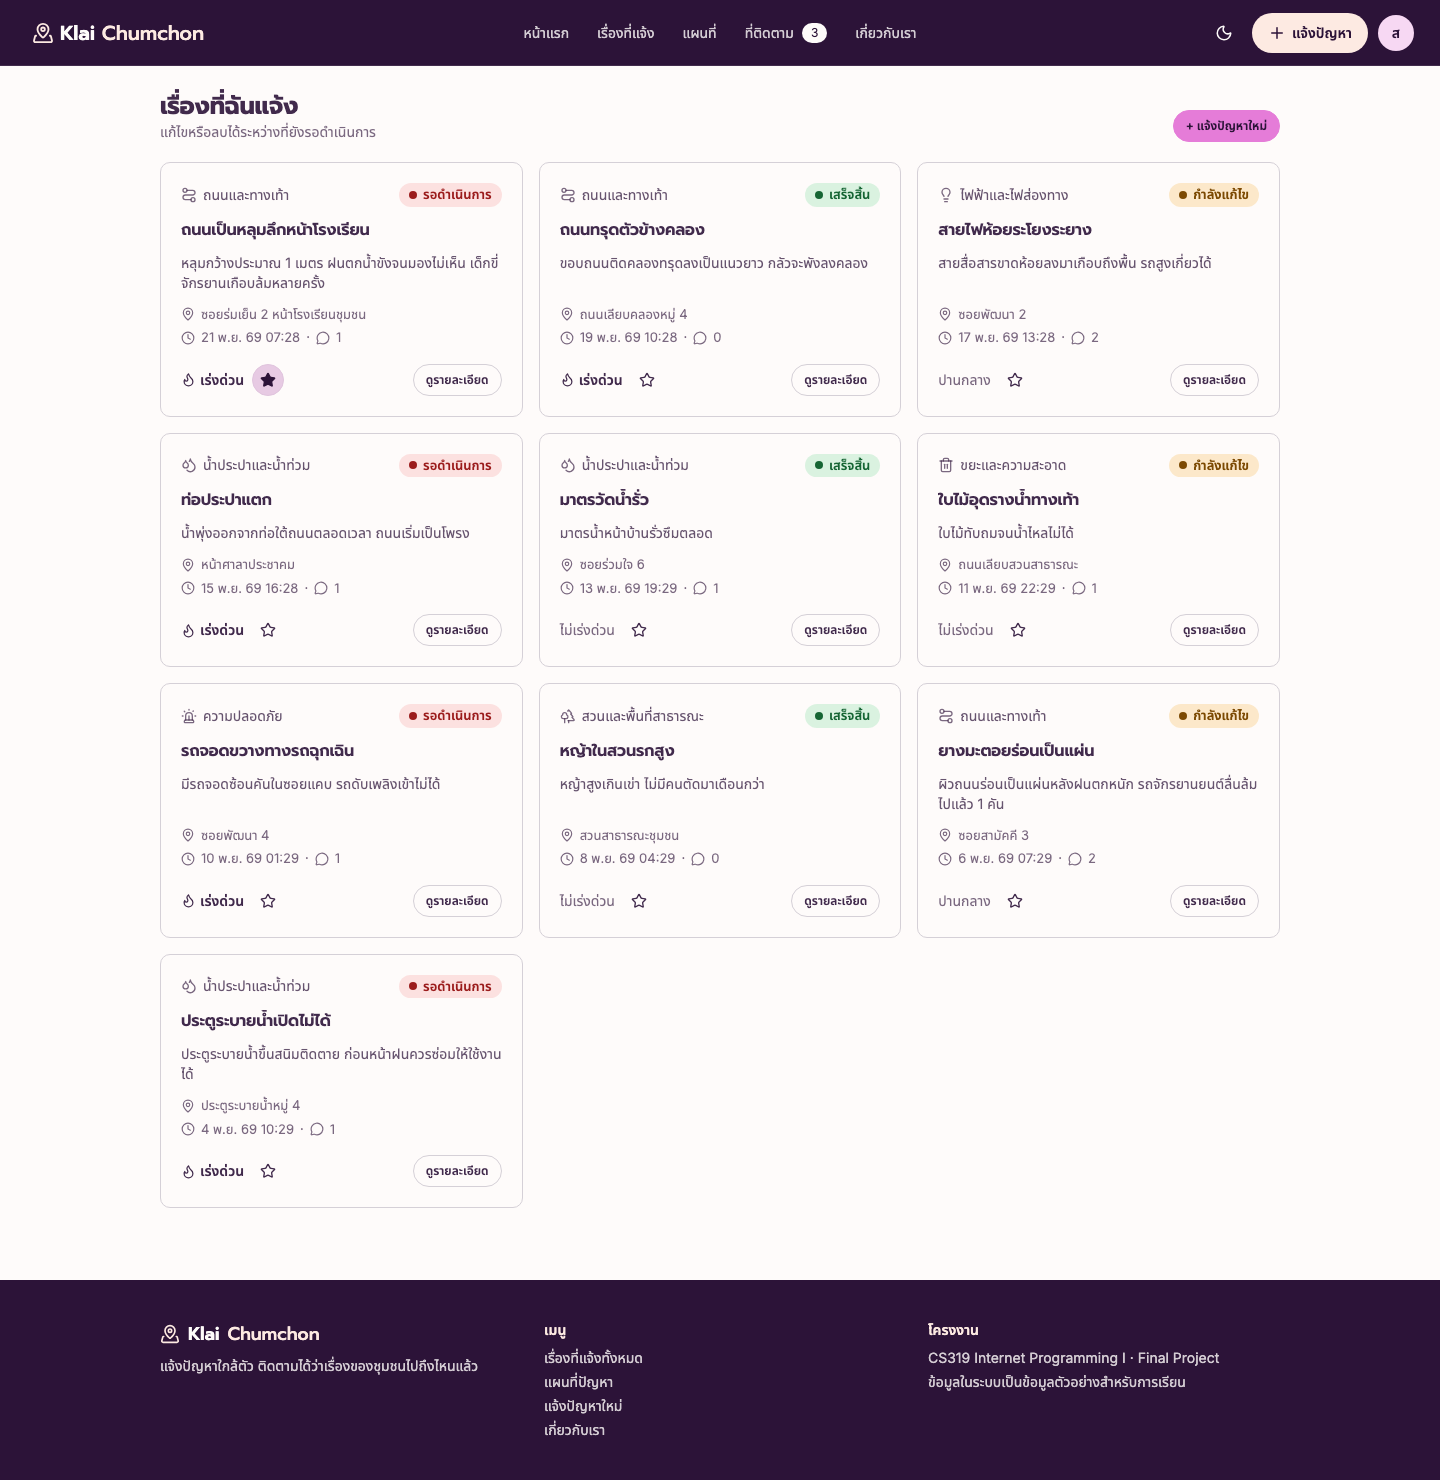 Klai Chumchon
หน้าแรก
เรื่องที่แจ้ง
แผนที่
ที่ติดตาม 3
เกี่ยวกับเรา
แจ้งปัญหา
ส
เรื่องที่ฉันแจ้ง
แก้ไขหรือลบได้ระหว่างที่ยังรอดำเนินการ
+ แจ้งปัญหาใหม่
ถนนและทางเท้า
รอดำเนินการ
ถนนเป็นหลุมลึกหน้าโรงเรียน
หลุมกว้างประมาณ 1 เมตร ฝนตกน้ำขังจนมองไม่เห็น เด็กขี่
จักรยานเกือบล้มหลายครั้ง
ซอยร่มเย็น 2 หน้าโรงเรียนชุมชน
21 พ.ย. 69 07:28 · 1
เร่งด่วน
ดูรายละเอียด
ถนนและทางเท้า
เสร็จสิ้น
ถนนทรุดตัวข้างคลอง
ขอบถนนติดคลองทรุดลงเป็นแนวยาว กลัวจะพังลงคลอง
ถนนเลียบคลองหมู่ 4
19 พ.ย. 69 10:28 · 0
เร่งด่วน
ดูรายละเอียด
ไฟฟ้าและไฟส่องทาง
กำลังแก้ไข
สายไฟห้อยระโยงระยาง
สายสื่อสารขาดห้อยลงมาเกือบถึงพื้น รถสูงเกี่ยวได้
ซอยพัฒนา 2
17 พ.ย. 69 13:28 · 2
ปานกลาง
ดูรายละเอียด
น้ำประปาและน้ำท่วม
รอดำเนินการ
ท่อประปาแตก
น้ำพุ่งออกจากท่อใต้ถนนตลอดเวลา ถนนเริ่มเป็นโพรง
หน้าศาลาประชาคม
15 พ.ย. 69 16:28 · 1
เร่งด่วน
ดูรายละเอียด
น้ำประปาและน้ำท่วม
เสร็จสิ้น
มาตรวัดน้ำรั่ว
มาตรน้ำหน้าบ้านรั่วซึมตลอด
ซอยร่วมใจ 6
13 พ.ย. 69 19:29 · 1
ไม่เร่งด่วน
ดูรายละเอียด
ขยะและความสะอาด
กำลังแก้ไข
ใบไม้อุดรางน้ำทางเท้า
ใบไม้ทับถมจนน้ำไหลไม่ได้
ถนนเลียบสวนสาธารณะ
11 พ.ย. 69 22:29 · 1
ไม่เร่งด่วน
ดูรายละเอียด
ความปลอดภัย
รอดำเนินการ
รถจอดขวางทางรถฉุกเฉิน
มีรถจอดซ้อนคันในซอยแคบ รถดับเพลิงเข้าไม่ได้
ซอยพัฒนา 4
10 พ.ย. 69 01:29 · 1
เร่งด่วน
ดูรายละเอียด
สวนและพื้นที่สาธารณะ
เสร็จสิ้น
หญ้าในสวนรกสูง
หญ้าสูงเกินเข่า ไม่มีคนตัดมาเดือนกว่า
สวนสาธารณะชุมชน
8 พ.ย. 69 04:29 · 0
ไม่เร่งด่วน
ดูรายละเอียด
ถนนและทางเท้า
กำลังแก้ไข
ยางมะตอยร่อนเป็นแผ่น
ผิวถนนร่อนเป็นแผ่นหลังฝนตกหนัก รถจักรยานยนต์ลื่นล้ม
ไปแล้ว 1 คัน
ซอยสามัคคี 3
6 พ.ย. 69 07:29 · 2
ปานกลาง
ดูรายละเอียด
น้ำประปาและน้ำท่วม
รอดำเนินการ
ประตูระบายน้ำเปิดไม่ได้
ประตูระบายน้ำขึ้นสนิมติดตาย ก่อนหน้าฝนควรซ่อมให้ใช้งาน
ได้
ประตูระบายน้ำหมู่ 4
4 พ.ย. 69 10:29 · 1
เร่งด่วน
ดูรายละเอียด
Klai Chumchon
แจ้งปัญหาใกล้ตัว ติดตามได้ว่าเรื่องของชุมชนไปถึงไหนแล้ว
เมนู
เรื่องที่แจ้งทั้งหมด
แผนที่ปัญหา
แจ้งปัญหาใหม่
เกี่ยวกับเรา
โครงงาน
CS319 Internet Programming I · Final Project
ข้อมูลในระบบเป็นข้อมูลตัวอย่างสำหรับการเรียน